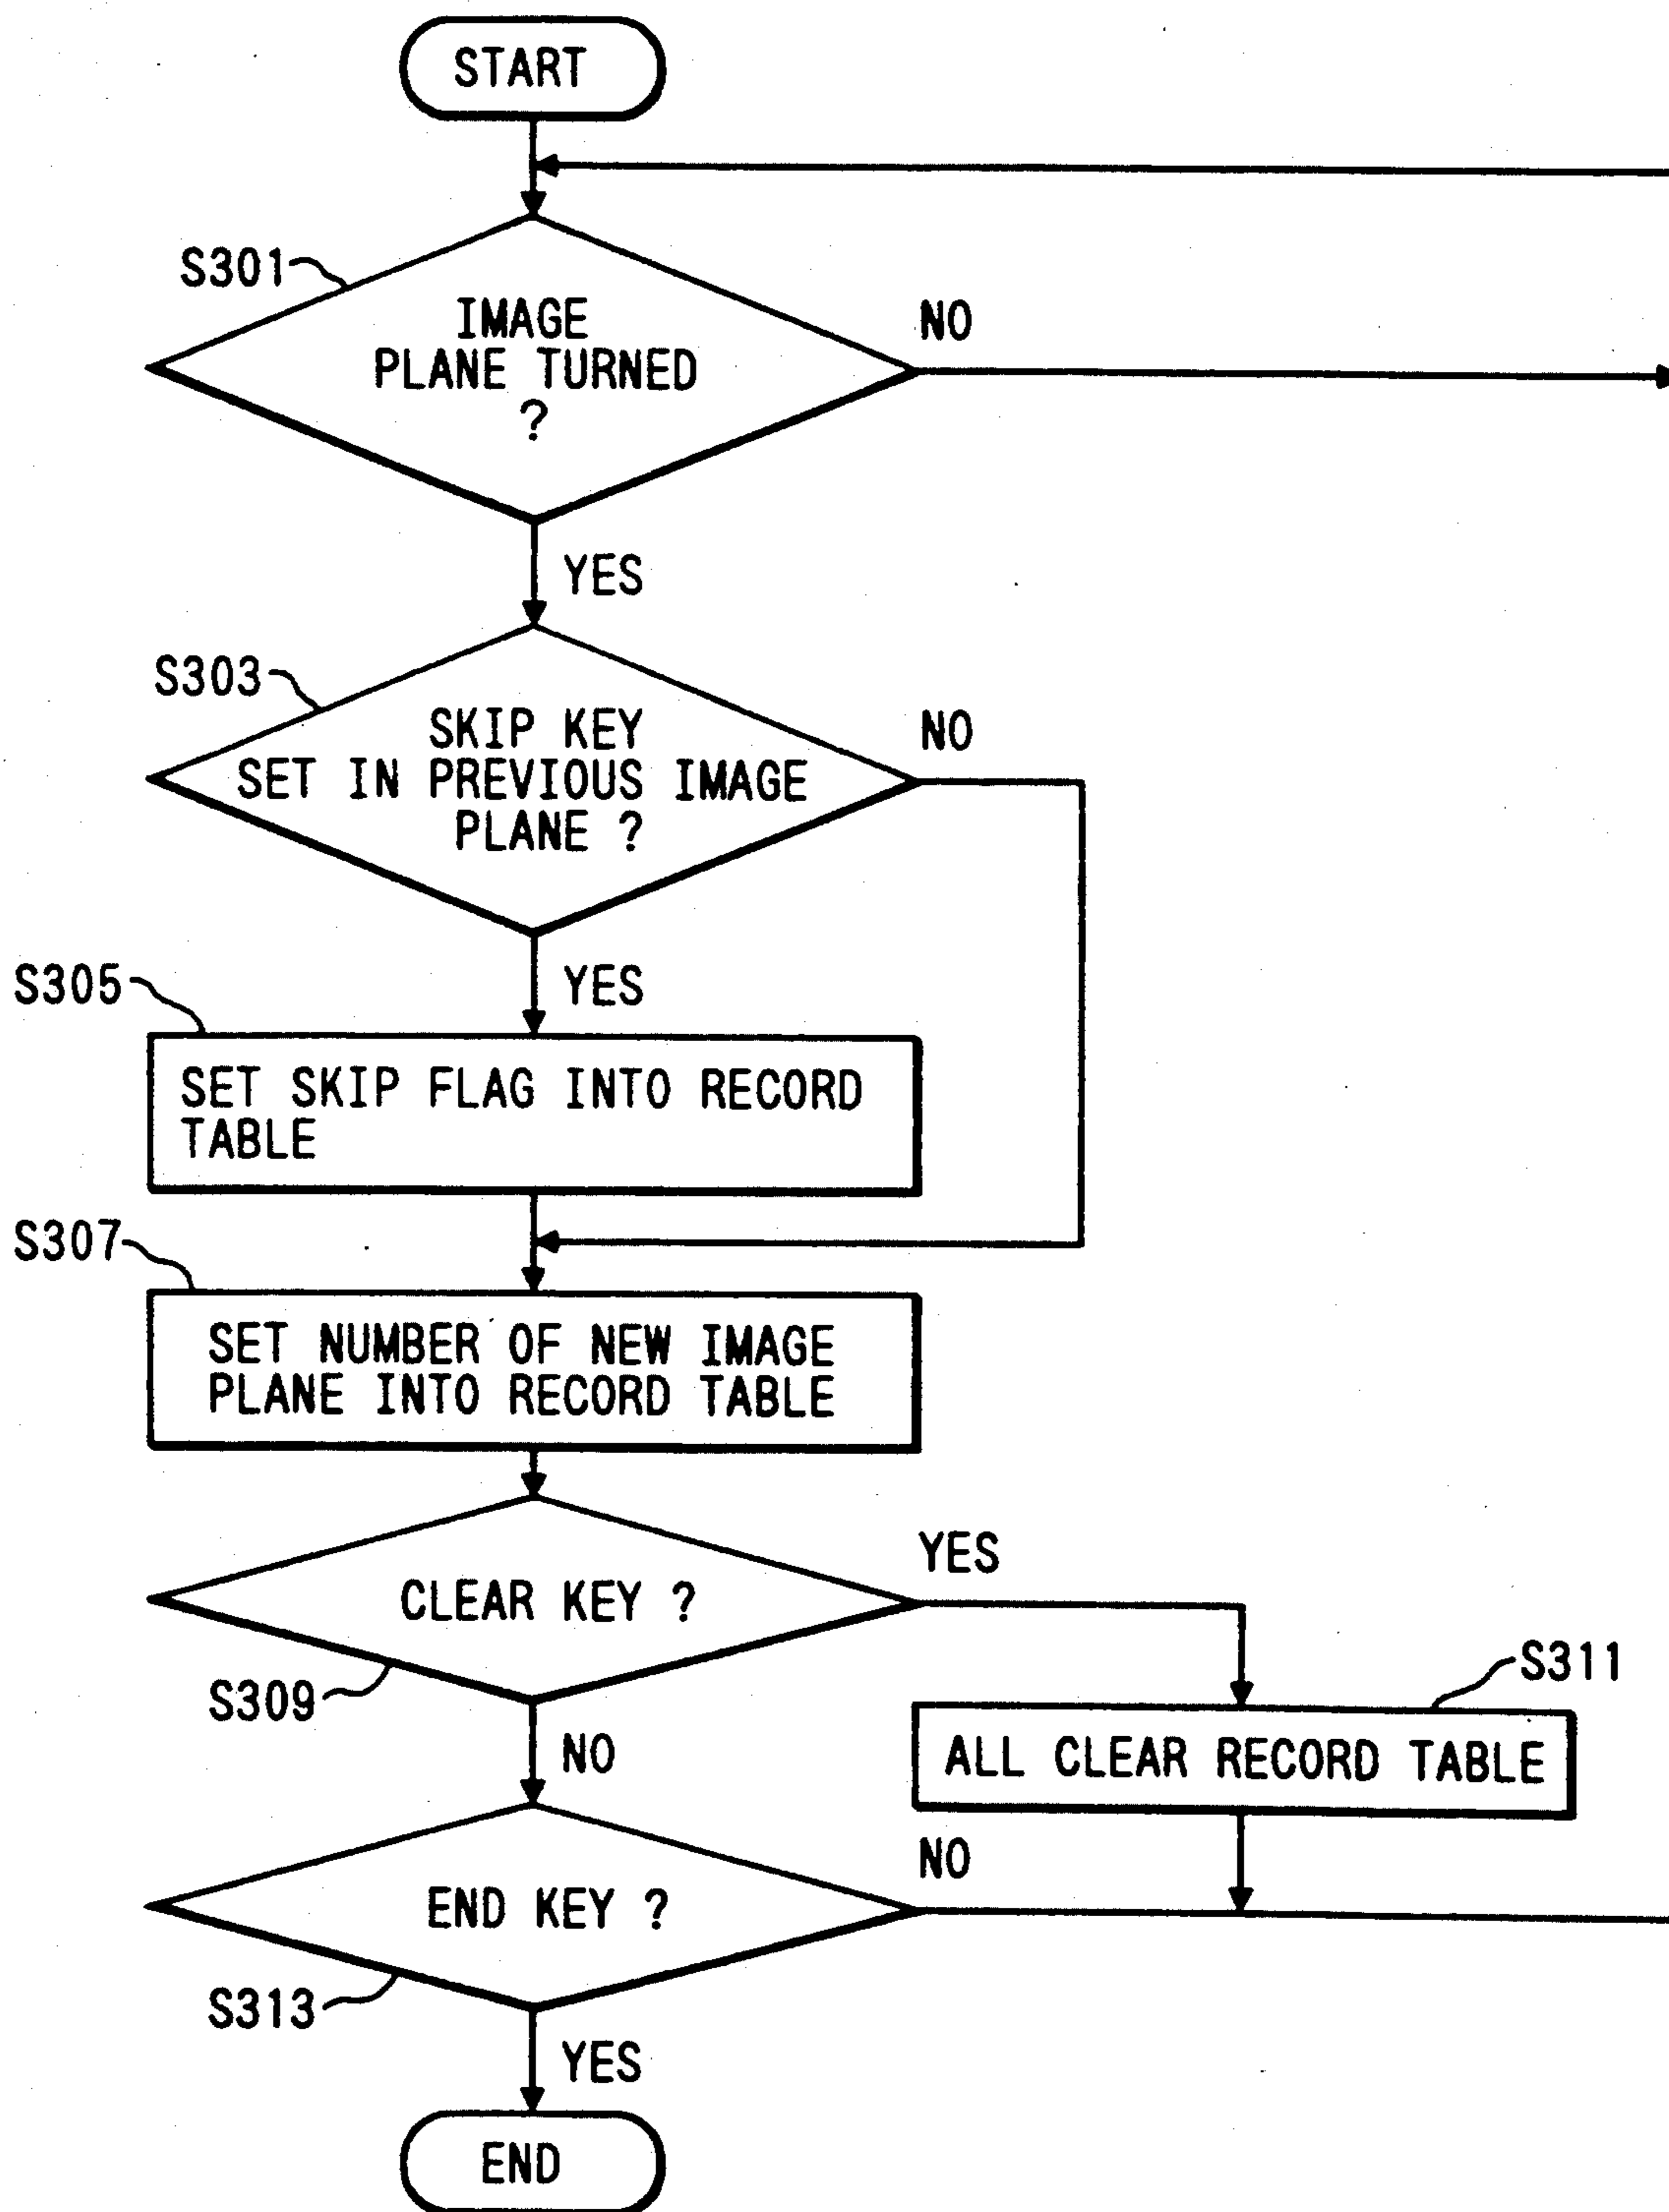 START
S301
IMAGE
PLANE TURNED
?
NO
YES
S303
SKIP KEY
SET IN PREVIOUS IMAGE
PLANE ?
NO
YES
S305
SET SKIP FLAG INTO RECORD
TABLE
S307
SET NUMBER OF NEW IMAGE
PLANE INTO RECORD TABLE
CLEAR KEY ?
YES
S309
NO
S311
ALL CLEAR RECORD TABLE
END KEY ?
NO
S313
YES
END